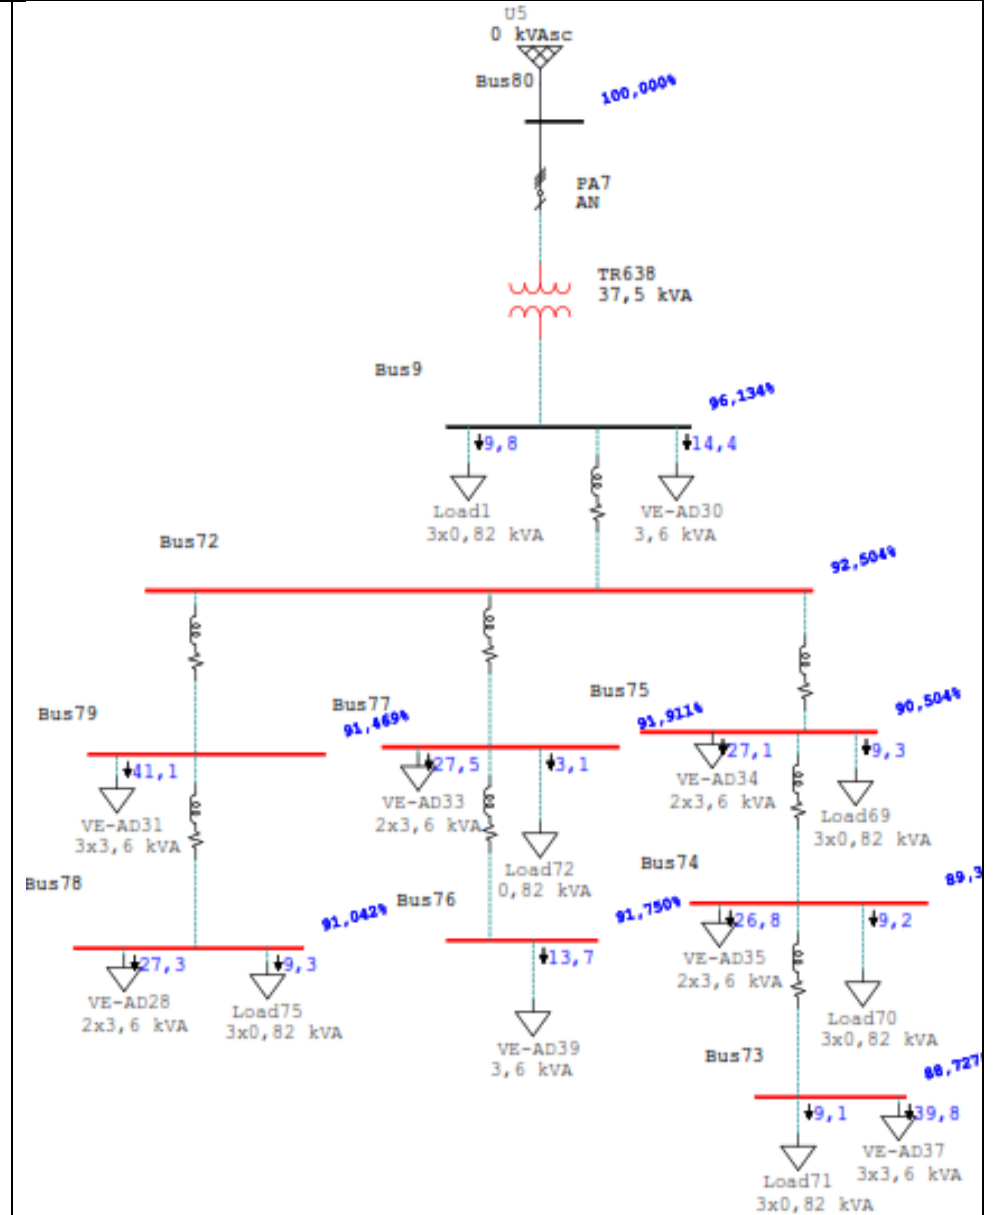 U5
0 kVAsc
Bus80
100,000%
PA7
AN
TR638
37,5 kVA
Bus9
96,134%
9,8
14,4
Load1
3x0,82 kVA
VE-AD30
3,6 kVA
Bus72
92,504%
Bus79
91,469%
41,1
VE-AD31
3x3,6 kVA
Bus77
91,911%
27,5
3,1
VE-AD33
2x3,6 kVA
Load72
0,82 kVA
Bus75
90,504%
27,1
9,3
VE-AD34
2x3,6 kVA
Load69
3x0,82 kVA
Bus78
91,042%
27,3
9,3
VE-AD28
2x3,6 kVA
Load75
3x0,82 kVA
Bus76
91,750%
13,7
VE-AD39
3,6 kVA
Bus74
89,3
26,8
9,2
VE-AD35
2x3,6 kVA
Load70
3x0,82 kVA
Bus73
88,727%
9,1
39,8
Load71
3x0,82 kVA
VE-AD37
3x3,6 kVA